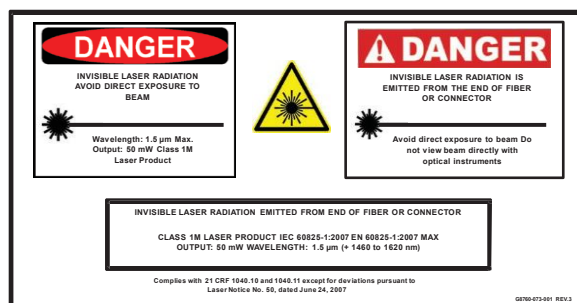 DANGER
INVISIBLE LASER RADIATION
AVOID DIRECT EXPOSURE TO
BEAM
Wavelength: 1.5 µm Max.
Output: 50 mW Class 1M
Laser Product
DANGER
INVISIBLE LASER RADIATION IS
EMITTED FROM THE END OF FIBER
OR CONNECTOR
Avoid direct exposure to beam Do
not view beam directly with
optical instruments
INVISIBLE LASER RADIATION EMITTED FROM END OF FIBER OR CONNECTOR
CLASS 1M LASER PRODUCT IEC 60825-1:2007 EN 60825-1:2007 MAX
OUTPUT: 50 mW WAVELENGTH: 1.5 µm (+ 1460 to 1620 nm)
Complies with 21 CRF 1040.10 and 1040.11 except for deviations pursuant to
Laser Notice No. 50, dated June 24, 2007
G8760-073-001 REV.3